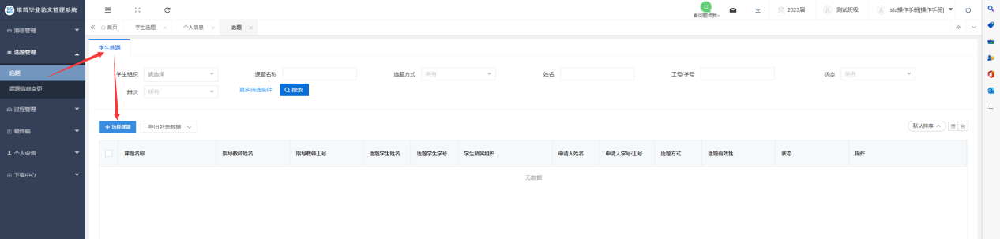 维普毕业论文管理系统
有问题点我~
2023届
测试班级
stu操作手册[操作手册]
消息管理
首页
学生选题
个人信息
选题
选题管理
学生选题
选题
学生组织
请选择
课题名称
选题方式
所有
姓名
工号/学号
状态
所有
课题信息变更
届次
所有
更多筛选条件
搜索
过程管理
最终稿
+ 选择课题
导出列表数据
默认排序
个人设置
课题名称
指导教师姓名
指导教师工号
选题学生姓名
选题学生学号
学生所属组织
申请人姓名
申请人学号/工号
选题方式
选题有效性
状态
操作
下载中心
无数据